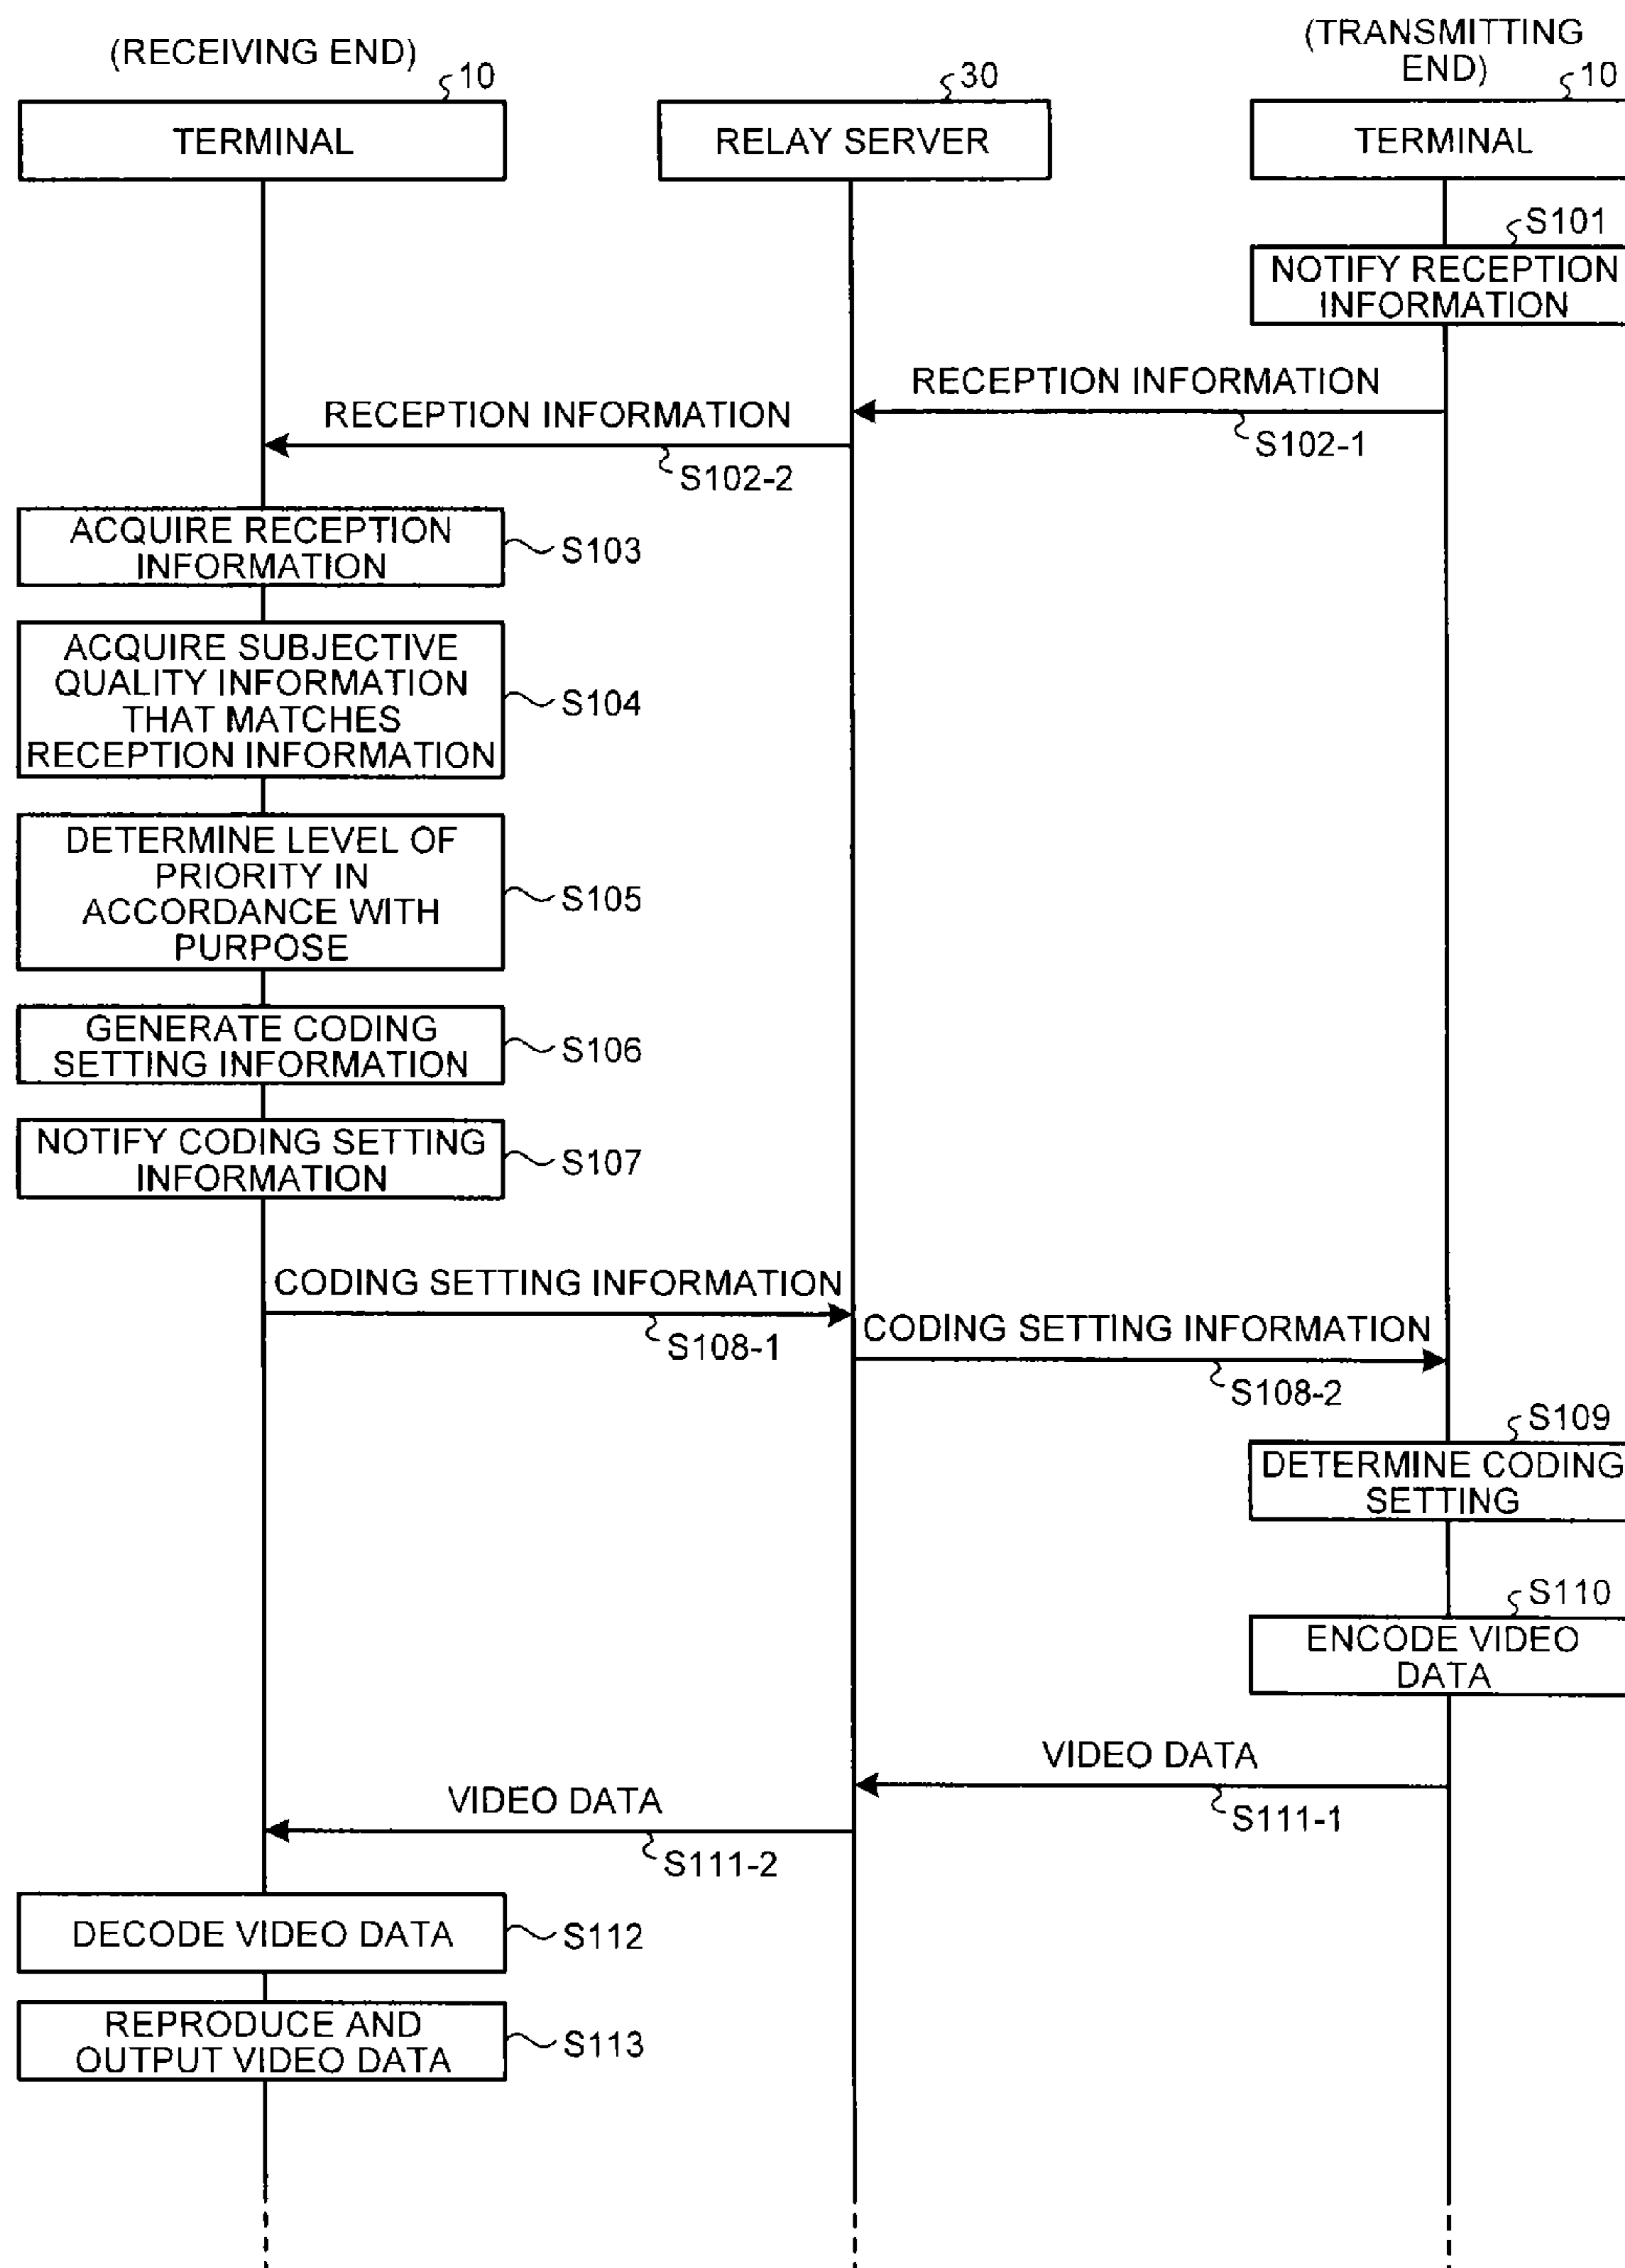 (RECEIVING END)
10
TERMINAL
30
RELAY SERVER
(TRANSMITTING
END)
10
TERMINAL
S101
NOTIFY RECEPTION
INFORMATION
RECEPTION INFORMATION
S102-1
RECEPTION INFORMATION
S102-2
ACQUIRE RECEPTION
INFORMATION
S103
ACQUIRE SUBJECTIVE
QUALITY INFORMATION
THAT MATCHES
RECEPTION INFORMATION
S104
DETERMINE LEVEL OF
PRIORITY IN
ACCORDANCE WITH
PURPOSE
S105
GENERATE CODING
SETTING INFORMATION
S106
NOTIFY CODING SETTING
INFORMATION
S107
CODING SETTING INFORMATION
S108-1
CODING SETTING INFORMATION
S108-2
S109
DETERMINE CODING
SETTING
S110
ENCODE VIDEO
DATA
VIDEO DATA
S111-1
VIDEO DATA
S111-2
DECODE VIDEO DATA
S112
REPRODUCE AND
OUTPUT VIDEO DATA
S113